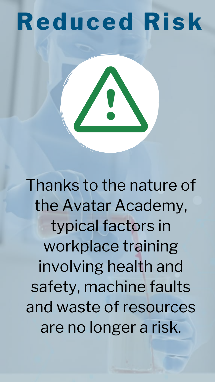 Reduced Risk
Thanks to the nature of
the Avatar Academy,
typical factors in
workplace training
involving health and
safety, machine faults
and waste of resources
are no longer a risk.